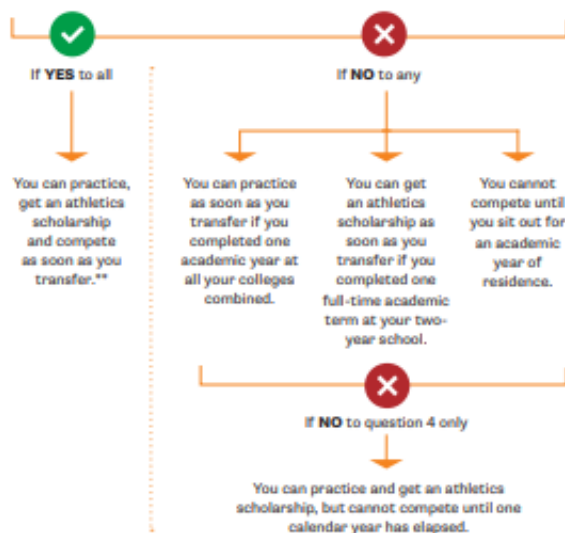 If YES to all
If NO to any
You can practice,
get an athletics
scholarship
and compete
as soon as you
transfer.**
You can practice
as soon as you
transfer if you
completed one
academic year at
all your colleges
combined.
You can get
an athletics
scholarship as
soon as you
transfer if you
completed one
full-time academic
term at your two-
year school.
You cannot
compete until
you sit out for
an academic
year of
residence.
If NO to question 4 only
You can practice and get an athletics
scholarship, but cannot compete until one
calendar year has elapsed.